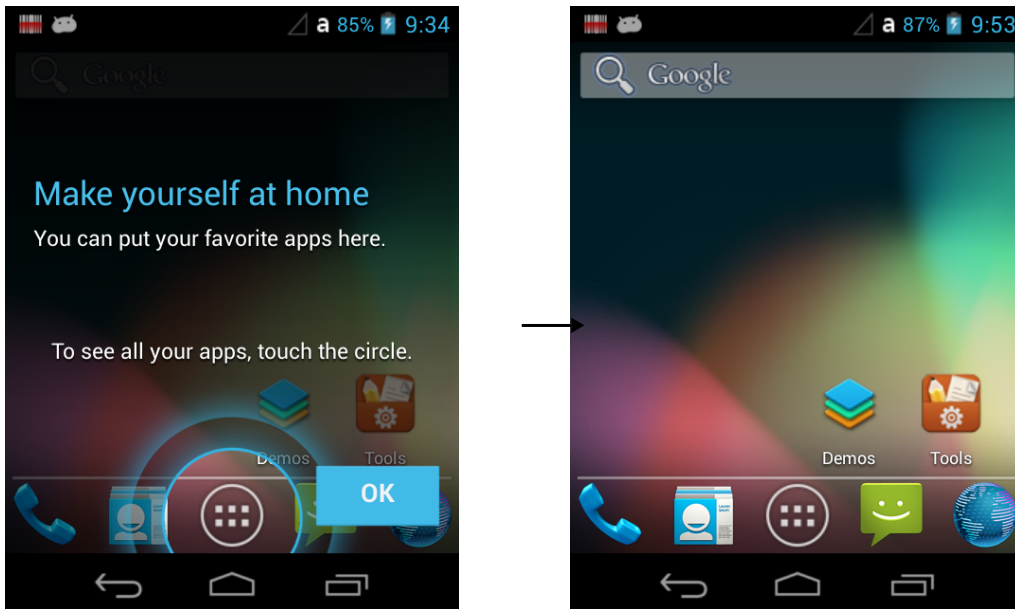 a 85% 9:34
Google
Make yourself at home
You can put your favorite apps here.
To see all your apps, touch the circle.
Demos
Tools
OK
a 87% 9:53
Google
Demos
Tools